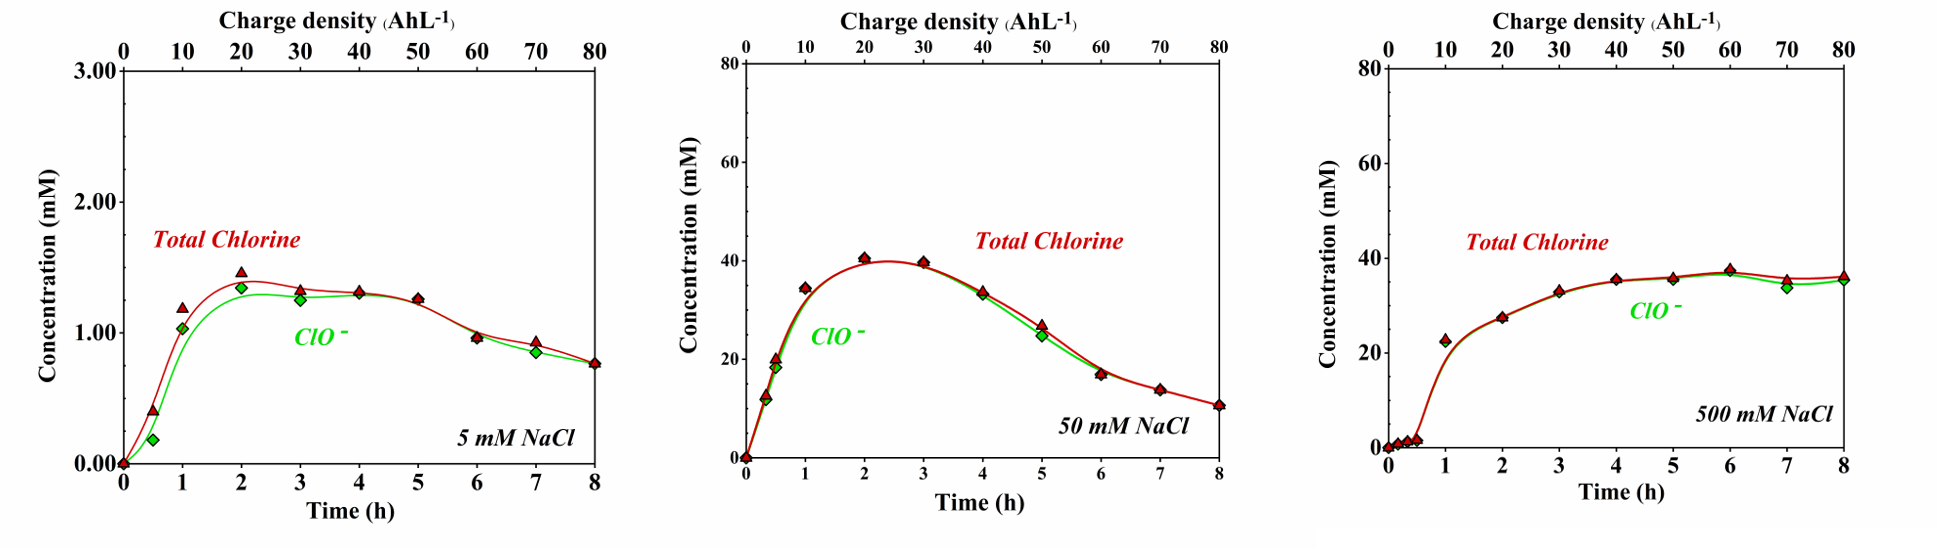 Charge density (AhL-1)
0 10 20 30 40 50 60 70 80
3.00
2.00
1.00
0.00
Concentration (mM)
Total Chlorine
ClO -
5 mM NaCl
0 1 2 3 4 5 6 7 8
Time (h)
Charge density (AhL-1)
0 10 20 30 40 50 60 70 80
80
60
40
20
0
Concentration (mM)
Total Chlorine
ClO -
50 mM NaCl
0 1 2 3 4 5 6 7 8
Time (h)
Charge density (AhL-1)
0 10 20 30 40 50 60 70 80
80
60
40
20
0
Concentration (mM)
Total Chlorine
ClO -
500 mM NaCl
0 1 2 3 4 5 6 7 8
Time (h)